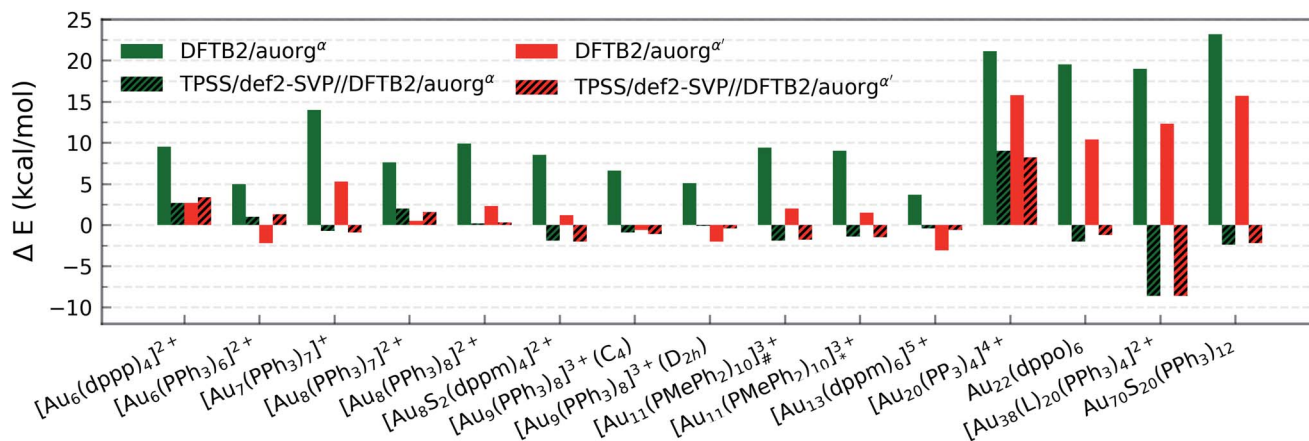 Δ E (kcal/mol)
25
20
15
10
5
0
−5
−10
DFTB2/auorg^α
TPSS/def2-SVP//DFTB2/auorg^α
DFTB2/auorg^α′
TPSS/def2-SVP//DFTB2/auorg^α′
[Au₆(dppp)₄]²⁺
[Au₆(PPh₃)₆]²⁺
[Au₇(PPh₃)₇]⁺
[Au₈(PPh₃)₇]²⁺
[Au₈(PPh₃)₈]²⁺
[Au₈S₂(dppm)₄]²⁺
[Au₉(PPh₃)₈]³⁺(C₄)
[Au₉(PPh₃)₈]³⁺(D₂ₕ)
[Au₁₁(PMePh₂)₁₀]³⁺#
[Au₁₁(PMePh₂)₁₀]³⁺*
[Au₁₃(dppm)₆]⁵⁺
[Au₂₀(PP₃)₄]⁴⁺
Au₂₂(dppo)₆
[Au₃₈(L)₂₀(PPh₃)₄]²⁺
Au₇₀S₂₀(PPh₃)₁₂